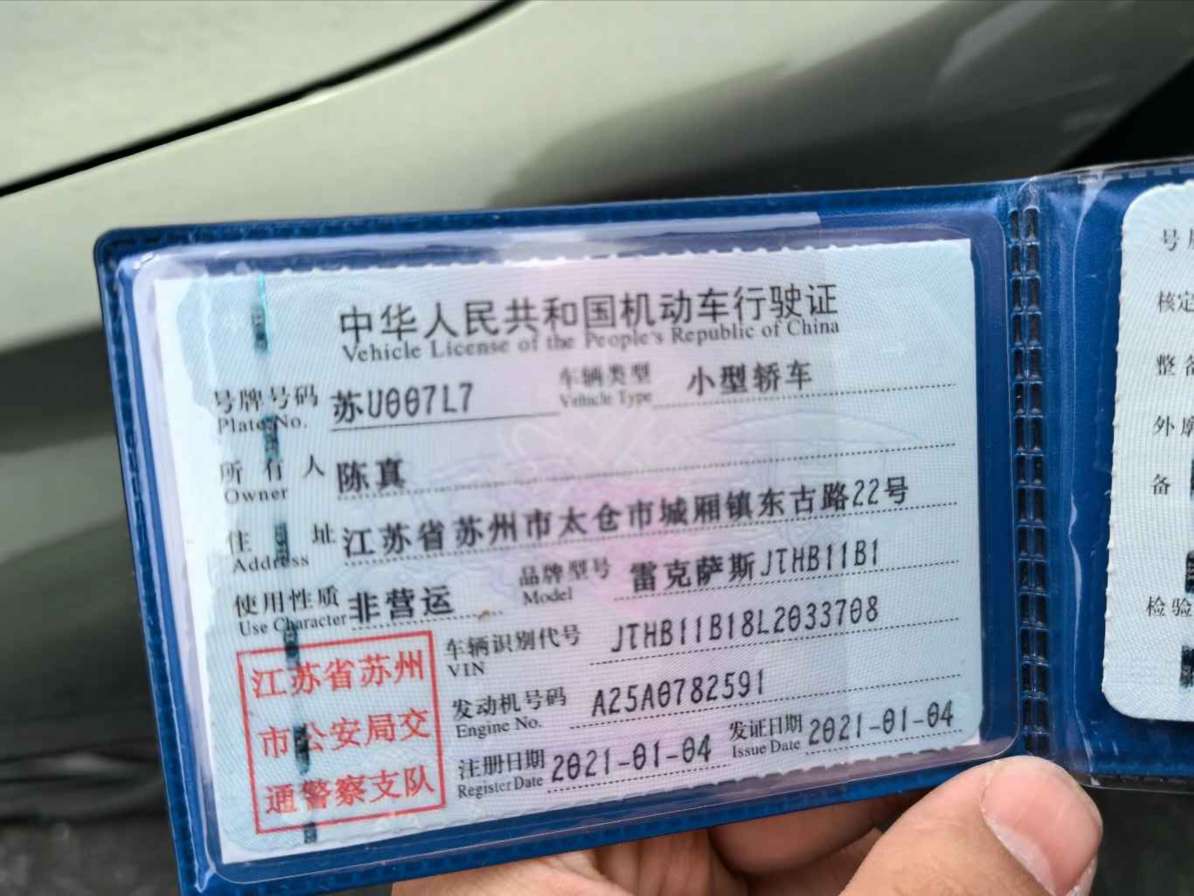 中华人民共和国机动车行驶证
Vehicle License of the People's Republic of China
号牌号码 苏U007L7 车辆类型 小型轿车
Plate No. Vehicle Type
所有人 陈真
Owner
住址 江苏省苏州市太仓市城厢镇东古路22号
Address
使用性质 非营运 品牌型号 雷克萨斯JTHB11B1
Use Character Model
车辆识别代号 JTHB11B18L2033708
VIN
发动机号码 A25A0782591
Engine No.
注册日期 2021-01-04 发证日期 2021-01-04
Register Date Issue Date
江苏省苏州
市公安局交
通警察支队
号
核定
整备
外廓
备
检验